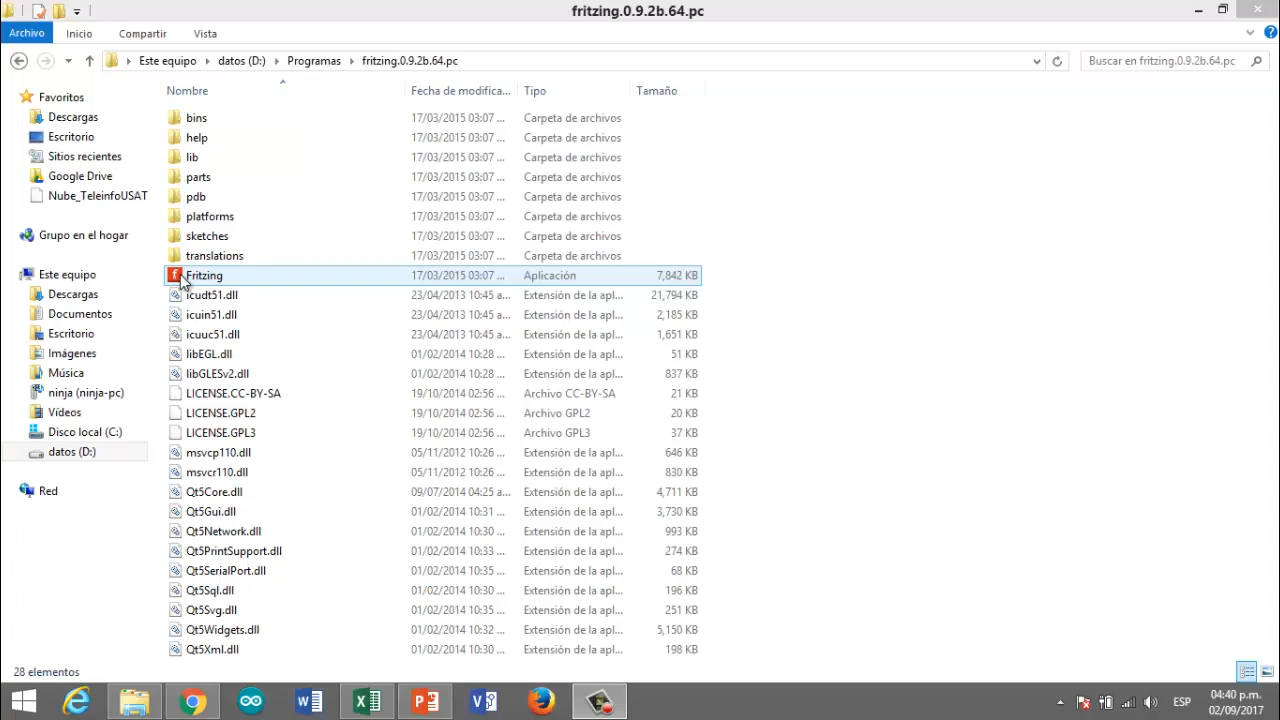 fritzing.0.9.2b.64.pc
Archivo Inicio Compartir Vista
Este equipo datos (D:) Programas fritzing.0.9.2b.64.pc Buscar en fritzing.0.9.2b.64.pc
Nombre Fecha de modifica... Tipo Tamaño
Favoritos
Descargas
Escritorio
Sitios recientes
Google Drive
Nube_TeleinfoUSAT
Grupo en el hogar
Este equipo
Descargas
Documentos
Escritorio
Imágenes
Música
ninja (ninja-pc)
Vídeos
Disco local (C:)
datos (D:)
Red
bins 17/03/2015 03:07 ... Carpeta de archivos
help 17/03/2015 03:07 ... Carpeta de archivos
lib 17/03/2015 03:07 ... Carpeta de archivos
parts 17/03/2015 03:07 ... Carpeta de archivos
pdb 17/03/2015 03:07 ... Carpeta de archivos
platforms 17/03/2015 03:07 ... Carpeta de archivos
sketches 17/03/2015 03:07 ... Carpeta de archivos
translations 17/03/2015 03:07 ... Carpeta de archivos
Fritzing 17/03/2015 03:07 ... Aplicación 7,842 KB
icudt51.dll 23/04/2013 10:45 a... Extensión de la apl... 21,794 KB
icuin51.dll 23/04/2013 10:45 a... Extensión de la apl... 2,185 KB
icuuc51.dll 23/04/2013 10:45 a... Extensión de la apl... 1,651 KB
libEGL.dll 01/02/2014 10:28 ... Extensión de la apl... 51 KB
libGLESv2.dll 01/02/2014 10:28 ... Extensión de la apl... 837 KB
LICENSE.CC-BY-SA 19/10/2014 02:56 ... Archivo CC-BY-SA 21 KB
LICENSE.GPL2 19/10/2014 02:56 ... Archivo GPL2 20 KB
LICENSE.GPL3 19/10/2014 02:56 ... Archivo GPL3 37 KB
msvcp110.dll 05/11/2012 10:26 ... Extensión de la apl... 646 KB
msvcr110.dll 05/11/2012 10:26 ... Extensión de la apl... 830 KB
Qt5Core.dll 09/07/2014 04:25 a... Extensión de la apl... 4,711 KB
Qt5Gui.dll 01/02/2014 10:31 ... Extensión de la apl... 3,730 KB
Qt5Network.dll 01/02/2014 10:30 ... Extensión de la apl... 993 KB
Qt5PrintSupport.dll 01/02/2014 10:33 ... Extensión de la apl... 274 KB
Qt5SerialPort.dll 01/02/2014 10:35 ... Extensión de la apl... 68 KB
Qt5Sql.dll 01/02/2014 10:30 ... Extensión de la apl... 196 KB
Qt5Svg.dll 01/02/2014 10:35 ... Extensión de la apl... 251 KB
Qt5Widgets.dll 01/02/2014 10:32 ... Extensión de la apl... 5,150 KB
Qt5Xml.dll 01/02/2014 10:30 ... Extensión de la apl... 198 KB
28 elementos
ESP
04:40 p.m.
02/09/2017